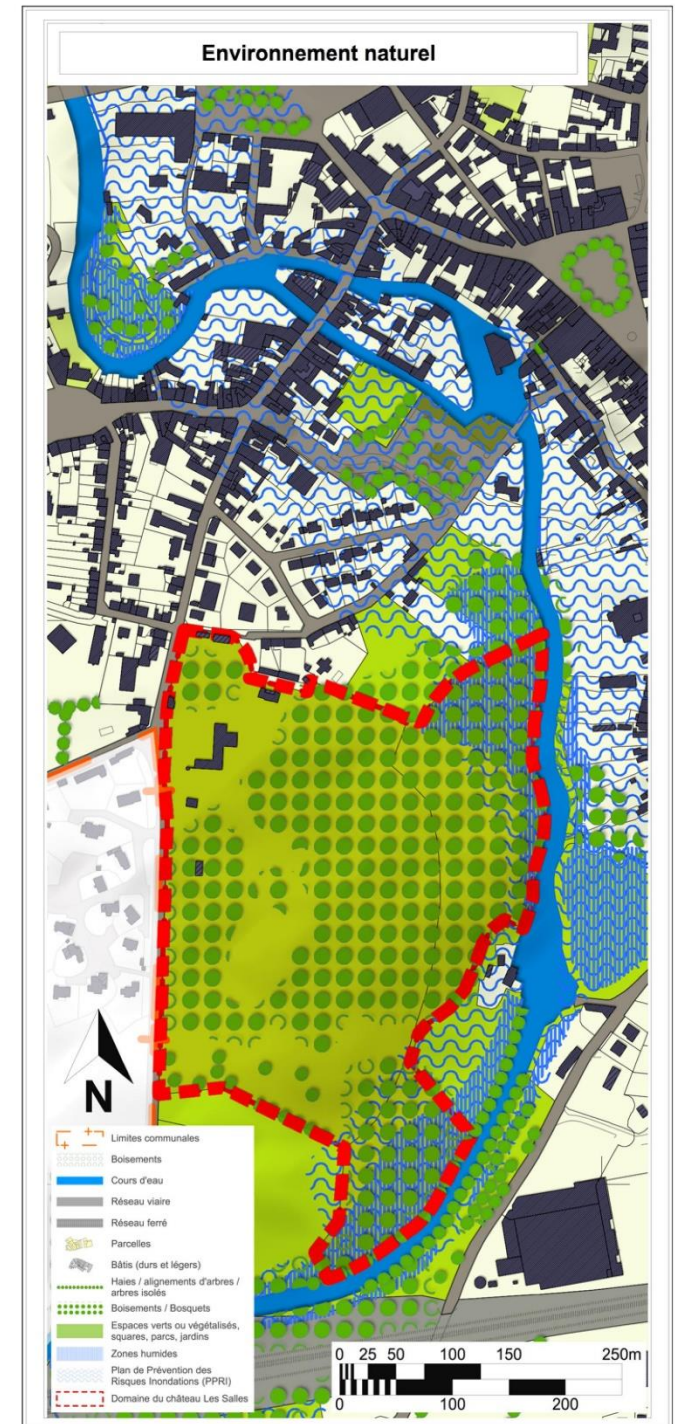 Environnement naturel
N
Limites communales
Boisements
Cours d'eau
Réseau viaire
Réseau ferré
Parcelles
Bâtis (durs et légers)
Haies / alignements d'arbres /
arbres isolés
Boisements / Bosquets
Espaces verts ou végétalisés,
squares, parcs, jardins
Zones humides
Plan de Prévention des
Risques Inondations (PPRI)
Domaine du château Les Salles
0 25 50 100 150 250m
0 100 200